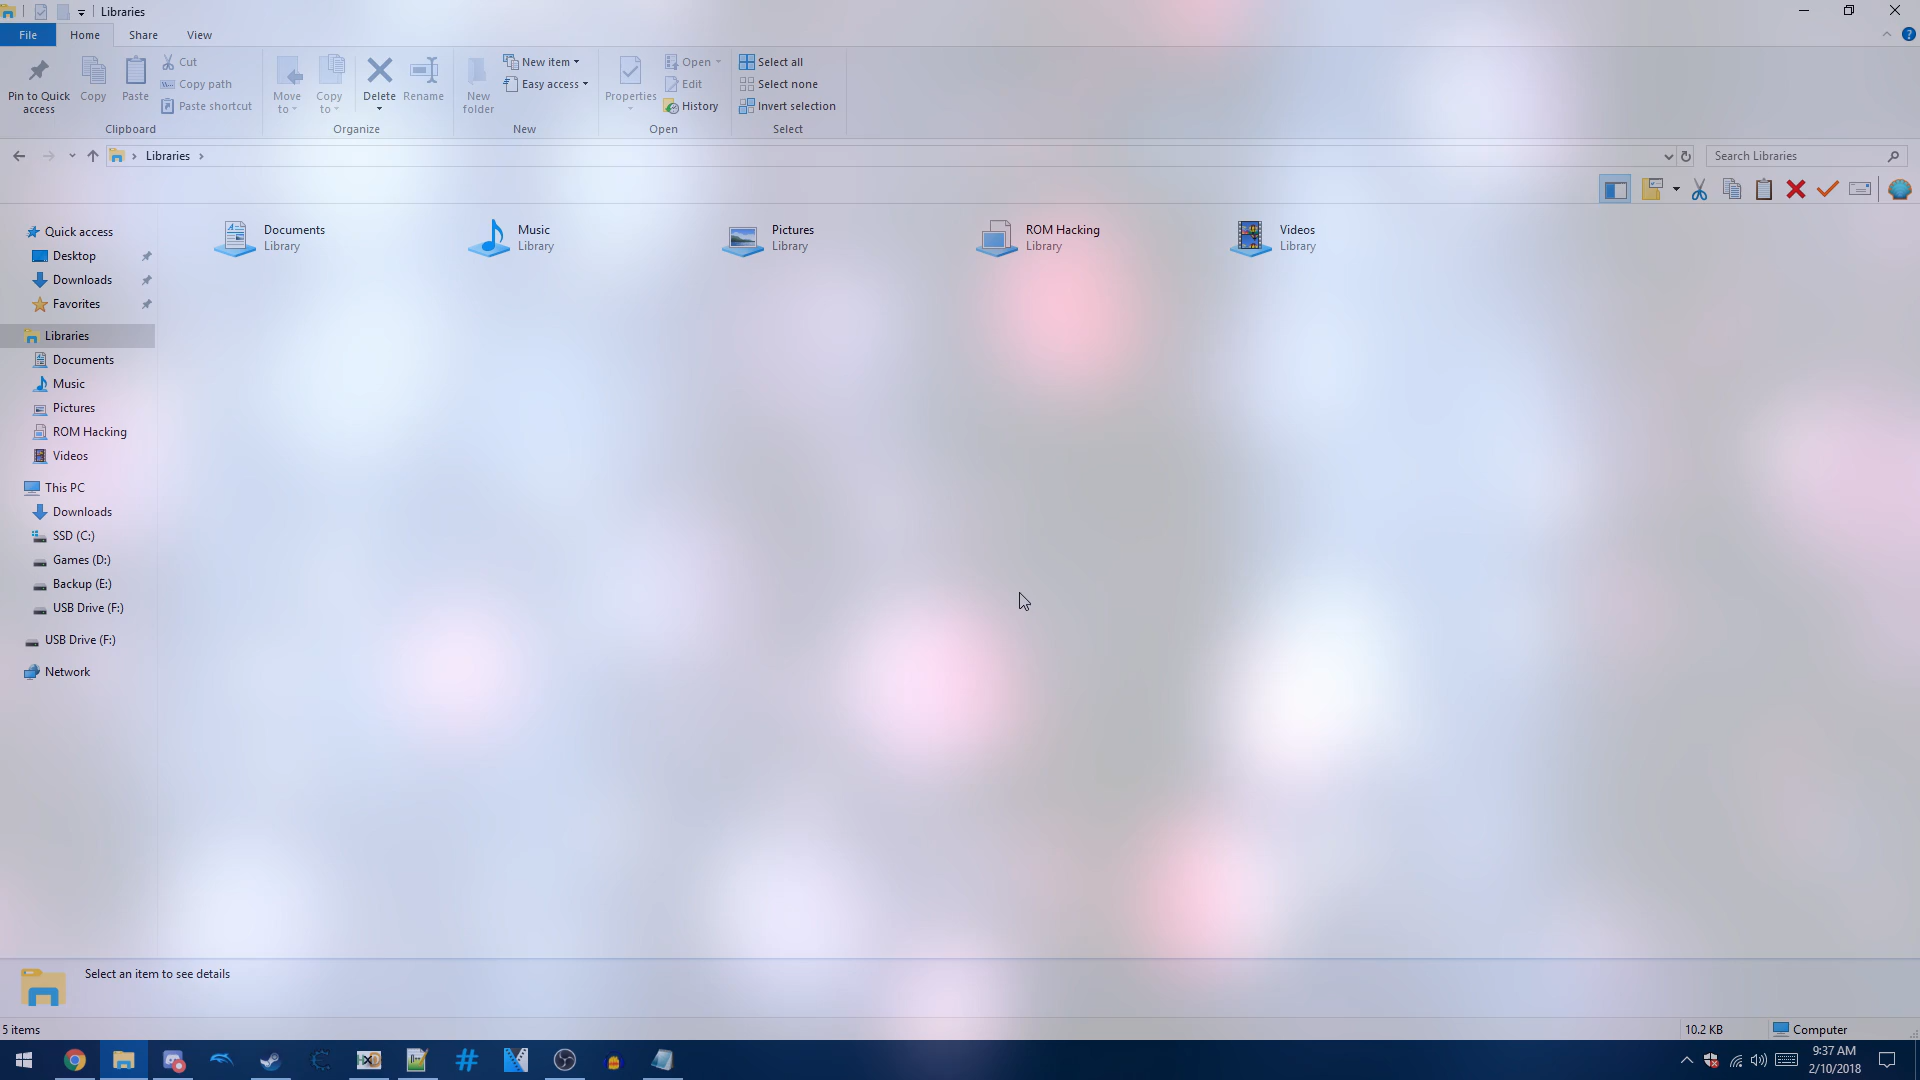 Libraries
File Home Share View
Pin to Quick access
Copy
Paste
Cut
Copy path
Paste shortcut
Clipboard
Move to
Copy to
Delete
Rename
Organize
New folder
New item
Easy access
New
Properties
Open
Edit
History
Open
Select all
Select none
Invert selection
Select
Libraries
Search Libraries
Quick access
Desktop
Downloads
Favorites
Libraries
Documents
Music
Pictures
ROM Hacking
Videos
This PC
Downloads
SSD (C:)
Games (D:)
Backup (E:)
USB Drive (F:)
USB Drive (F:)
Network
Documents
Library
Music
Library
Pictures
Library
ROM Hacking
Library
Videos
Library
Select an item to see details
5 items
10.2 KB
Computer
9:37 AM
2/10/2018